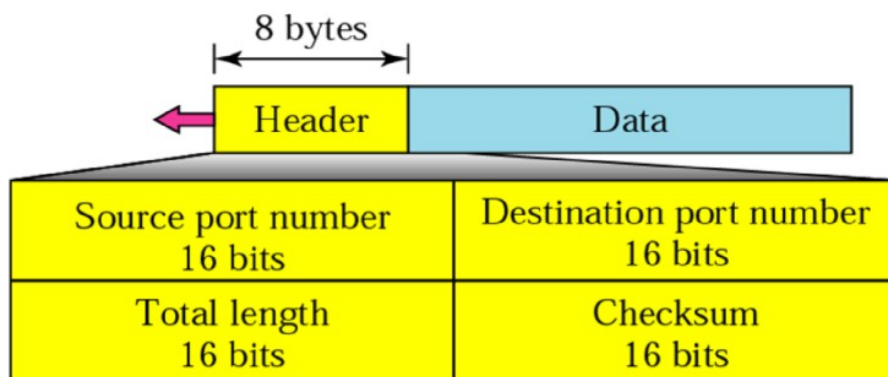 8 bytes
Header
Data
Source port number
16 bits
Destination port number
16 bits
Total length
16 bits
Checksum
16 bits